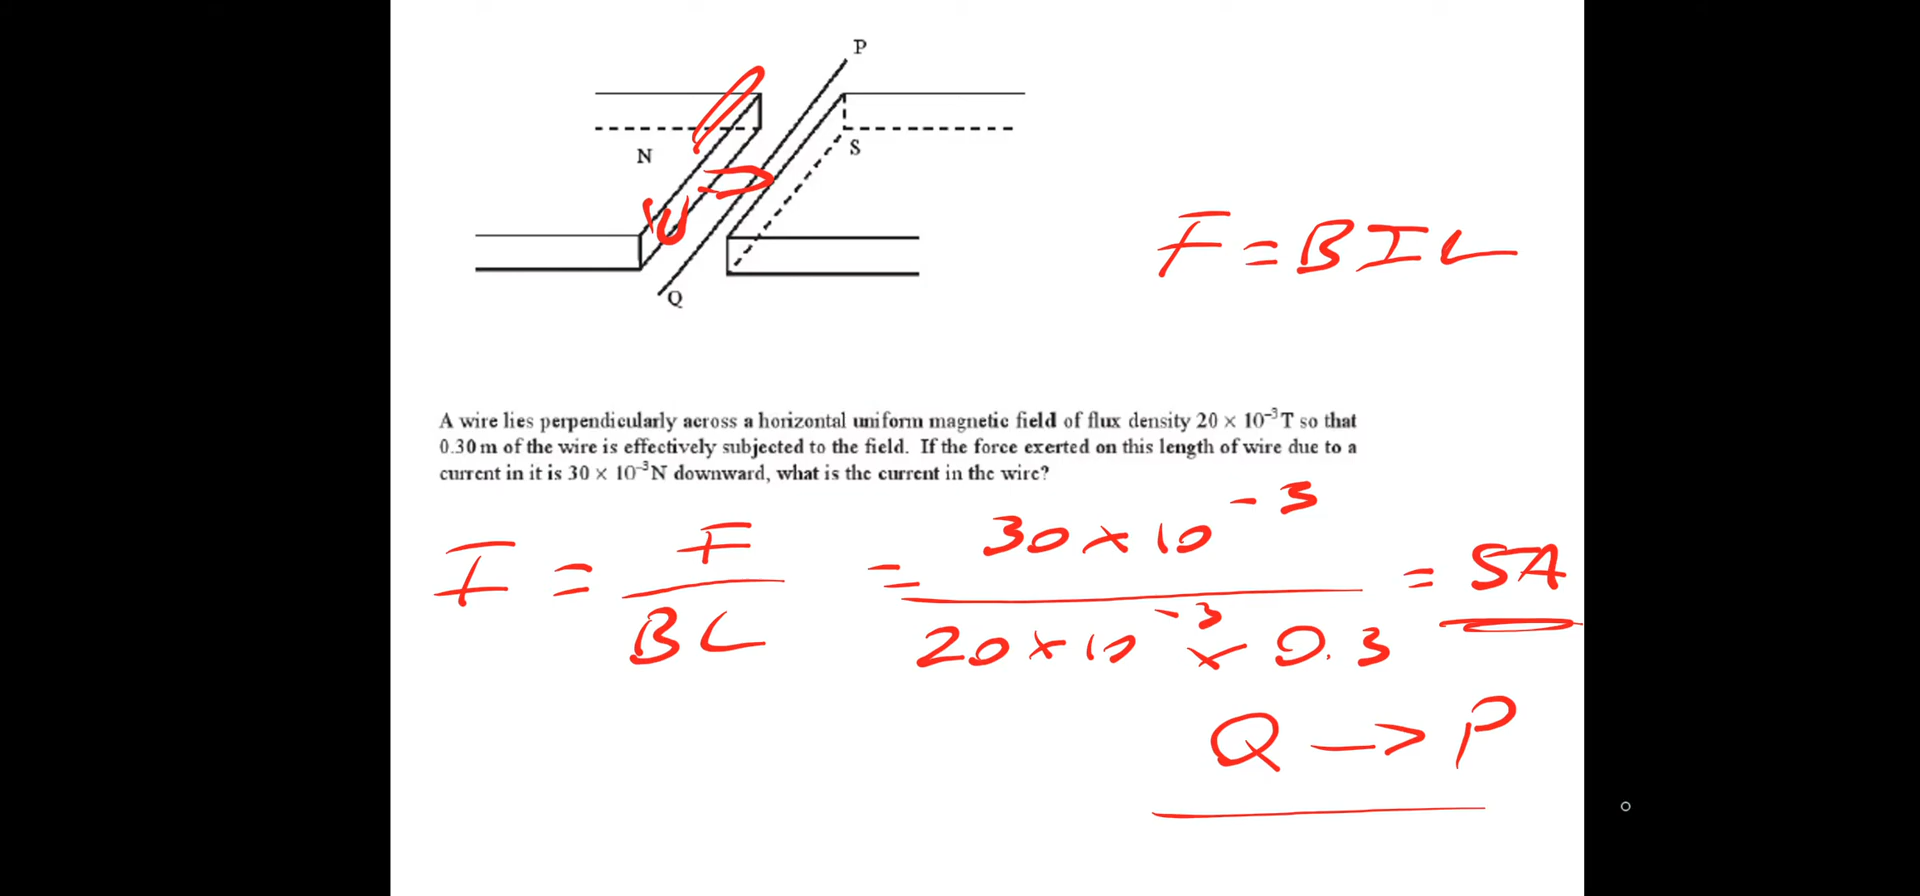 P
N
S
Q
F = BIL
A wire lies perpendicularly across a horizontal uniform magnetic field of flux density 20 × 10⁻³T so that
0.30 m of the wire is effectively subjected to the field. If the force exerted on this length of wire due to a
current in it is 30 × 10⁻³N downward, what is the current in the wire?
I = F / BL = 30 × 10⁻³ / 20 × 10⁻³ × 0.3 = 5A
Q → P